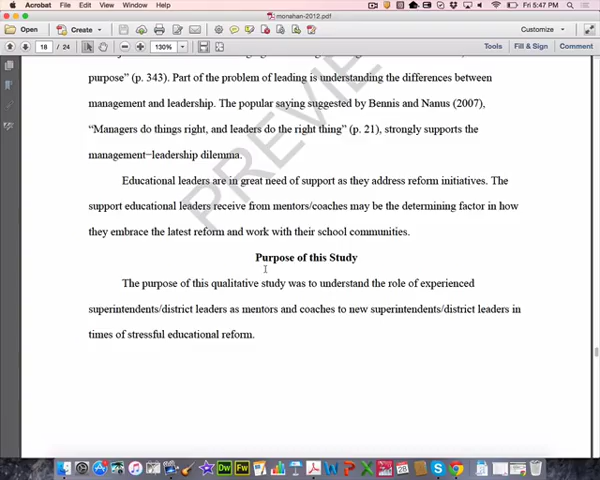 Acrobat File Edit View Window Help
Fri 5:47 PM
monahan-2012.pdf
Open Create 130% Customize
18 / 24 Tools Fill & Sign Comment
purpose" (p. 343). Part of the problem of leading is understanding the differences between
management and leadership. The popular saying suggested by Bennis and Nanus (2007),
“Managers do things right, and leaders do the right thing” (p. 21), strongly supports the
management−leadership dilemma.
Educational leaders are in great need of support as they address reform initiatives. The
support educational leaders receive from mentors/coaches may be the determining factor in how
they embrace the latest reform and work with their school communities.
Purpose of this Study
The purpose of this qualitative study was to understand the role of experienced
superintendents/district leaders as mentors and coaches to new superintendents/district leaders in
times of stressful educational reform.
PREVIE
Dw Fw W P X 28 S